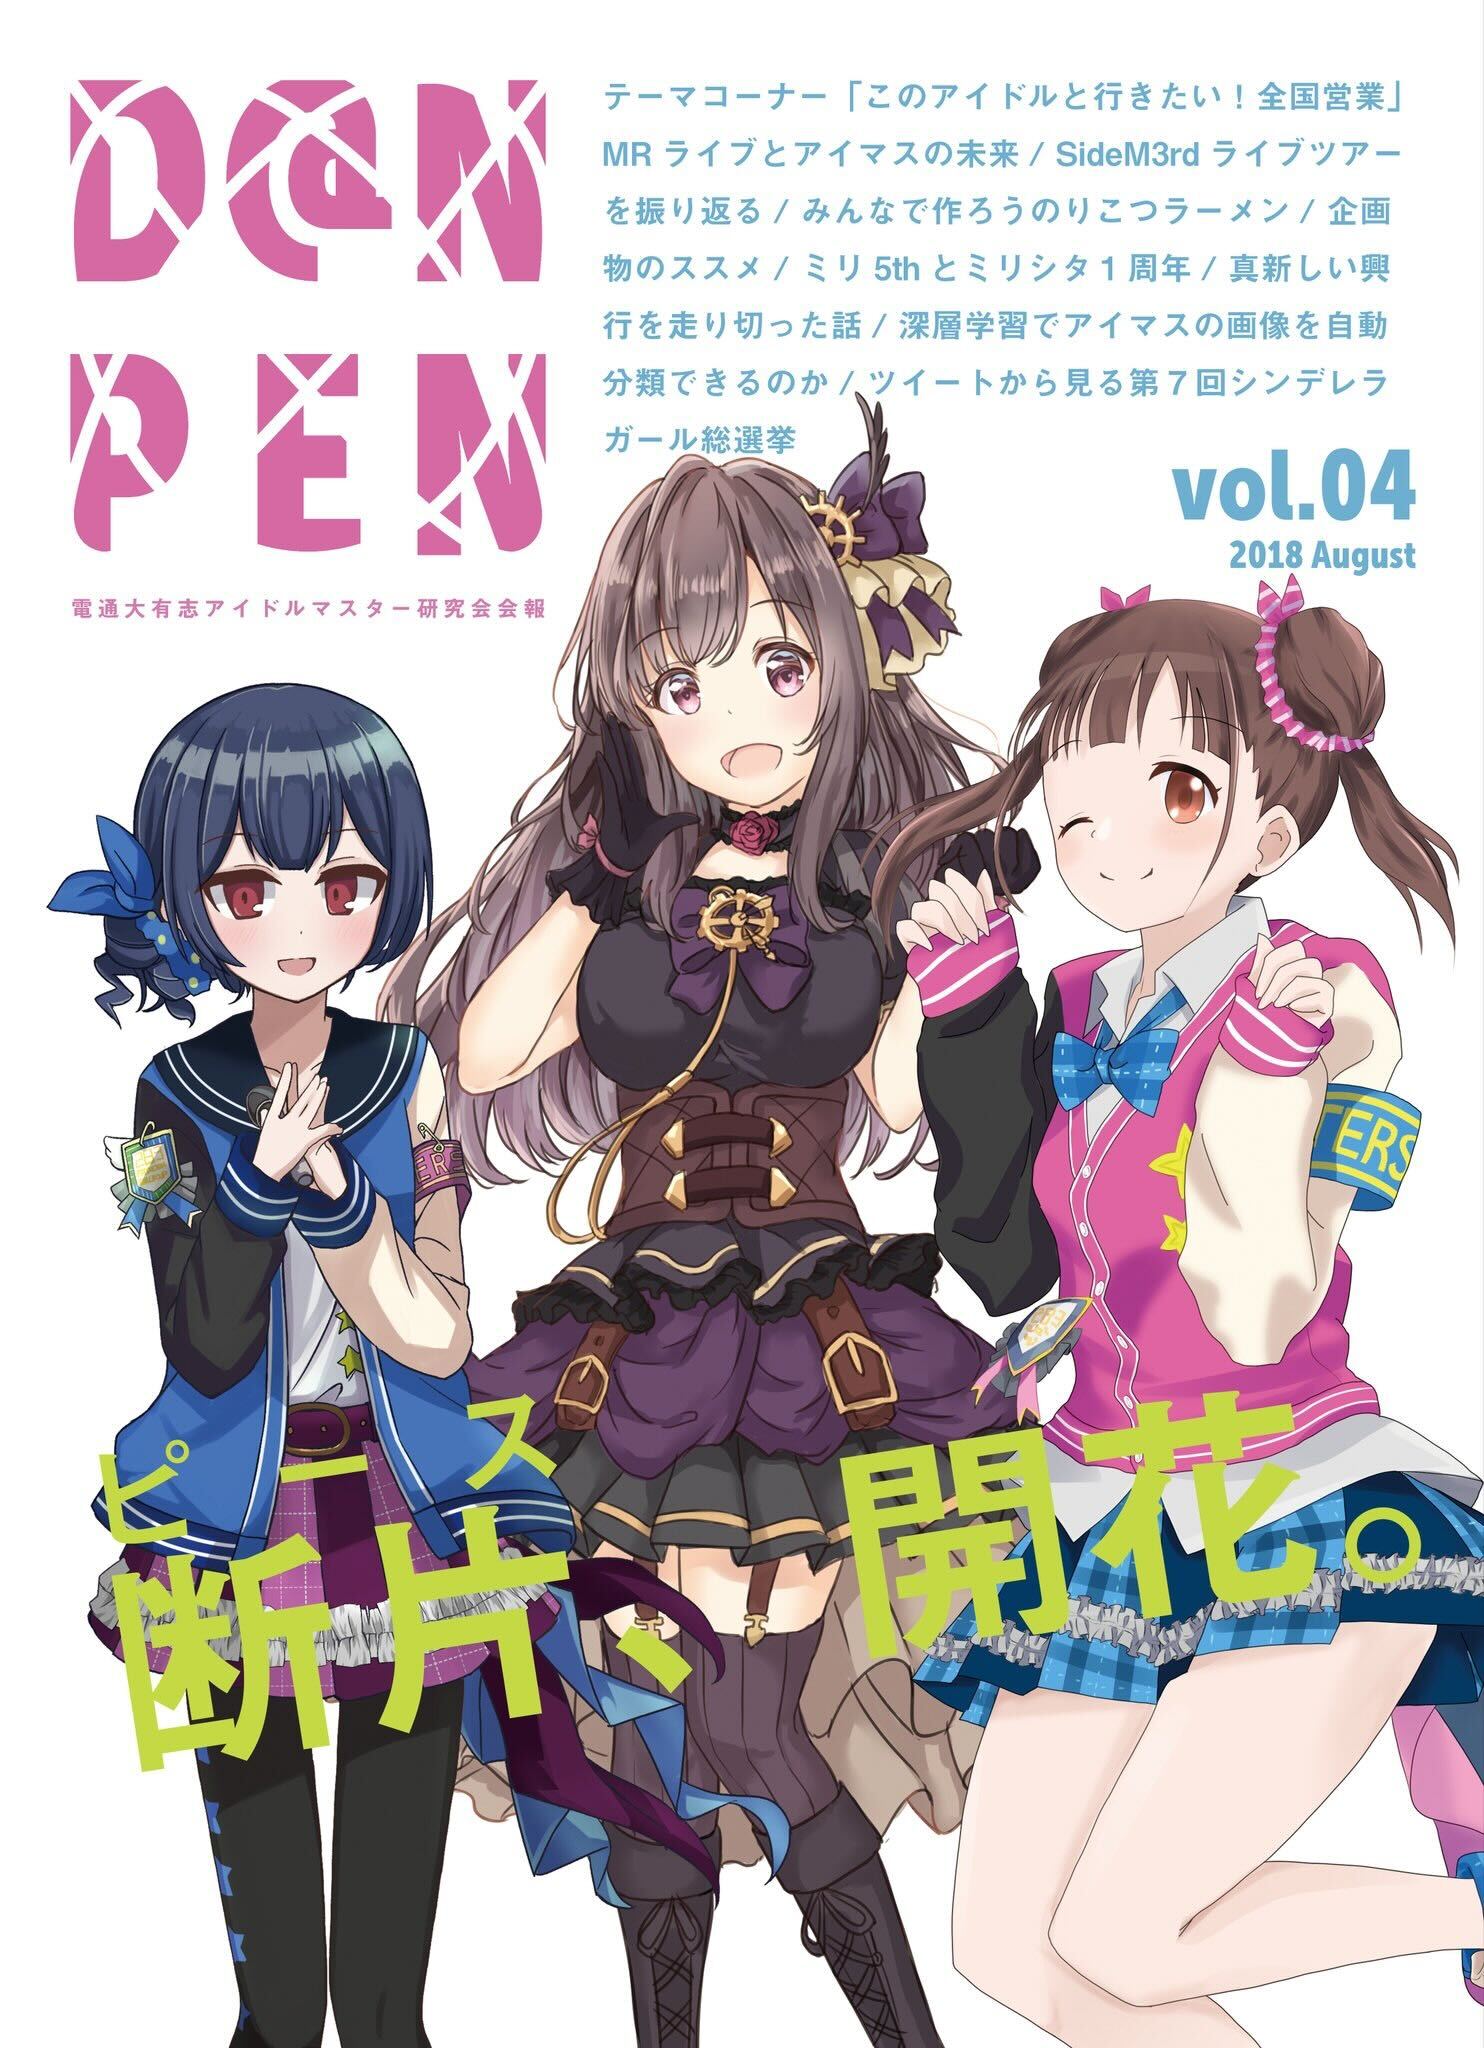 D@N
PEN
電通大有志アイドルマスター研究会会報
テーマコーナー「このアイドルと行きたい！全国営業」
MR ライブとアイマスの未来 / SideM3rd ライブツアー
を振り返る / みんなで作ろうのりこつラーメン / 企画
物のススメ / ミリ 5th とミリシタ 1 周年 / 真新しい興
行を走り切った話 / 深層学習でアイマスの画像を自動
分類できるのか / ツイートから見る第 7 回シンデレラ
ガール総選挙
vol.04
2018 August
ERS
TERS
ピース
断片、開花。